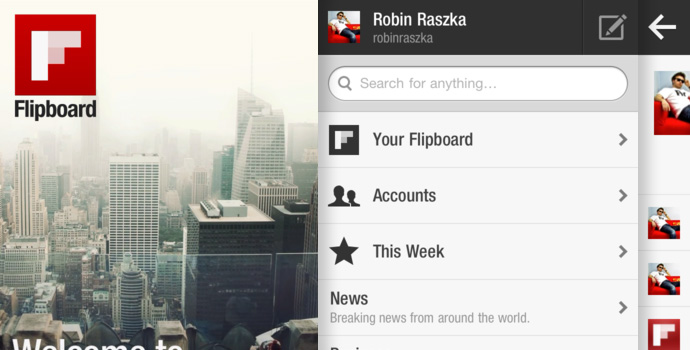 Flipboard
Welcome to
Robin Raszka
robinraszka
Search for anything...
Your Flipboard
Accounts
This Week
News
Breaking news from around the world.